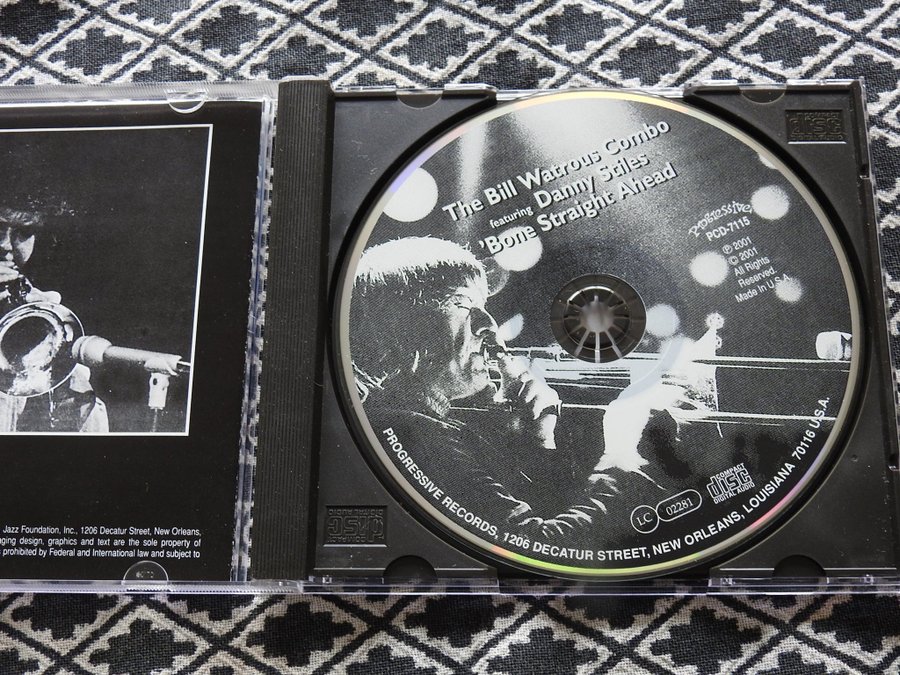 Jazz Foundation, Inc., 1206 Decatur Street, New Orleans,
aging design, graphics and text are the sole property of
s prohibited by Federal and International law and subject to
The Bill Watrous Combo
featuring Danny Stiles
'Bone Straight Ahead
Progressive
PCD-7115
℗ 2001
© 2001
All Rights
Reserved.
Made in U.S.A.
LC 02281
COMPACT
disc
DIGITAL AUDIO
PROGRESSIVE RECORDS, 1206 DECATUR STREET, NEW ORLEANS, LOUISIANA 70116 U.S.A.